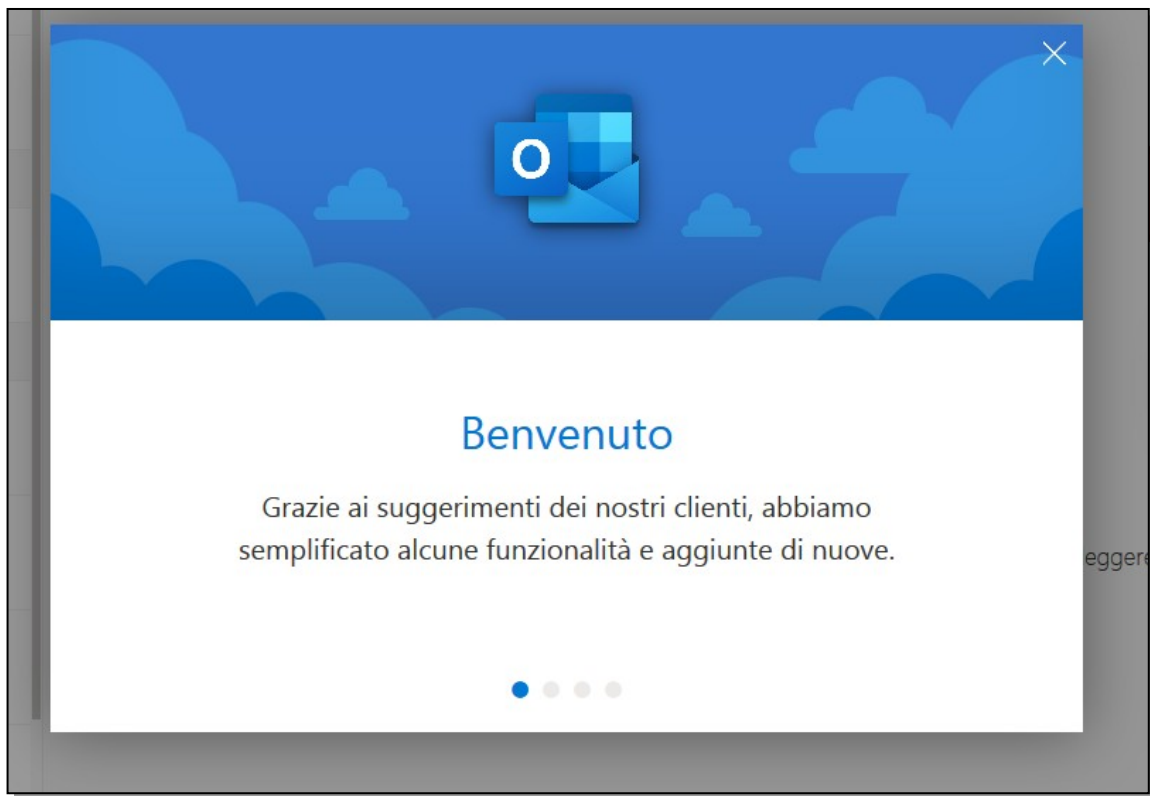 O
Benvenuto
Grazie ai suggerimenti dei nostri clienti, abbiamo
semplificato alcune funzionalità e aggiunte di nuove.
eggere